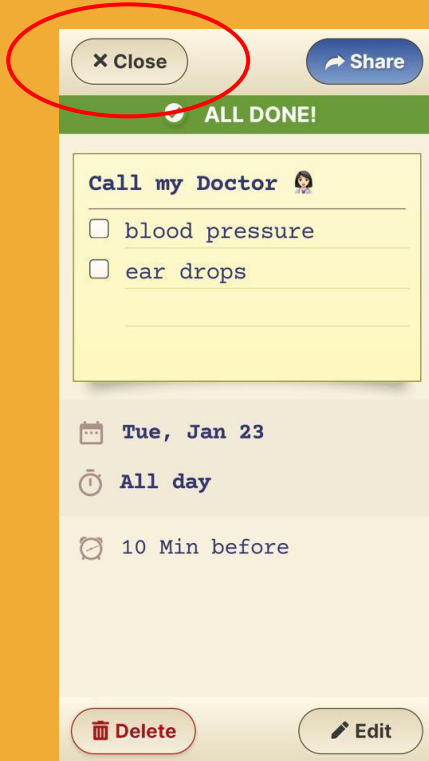 Close
Share
ALL DONE!
Call my Doctor
blood pressure
ear drops
Tue, Jan 23
All day
10 Min before
Delete
Edit